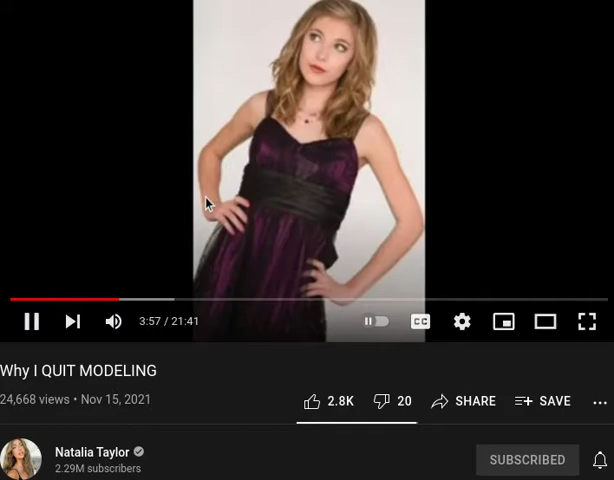 3:57 / 21:41
CC
Why I QUIT MODELING
24,668 views • Nov 15, 2021
2.8K
20
SHARE
SAVE
Natalia Taylor
2.29M subscribers
SUBSCRIBED